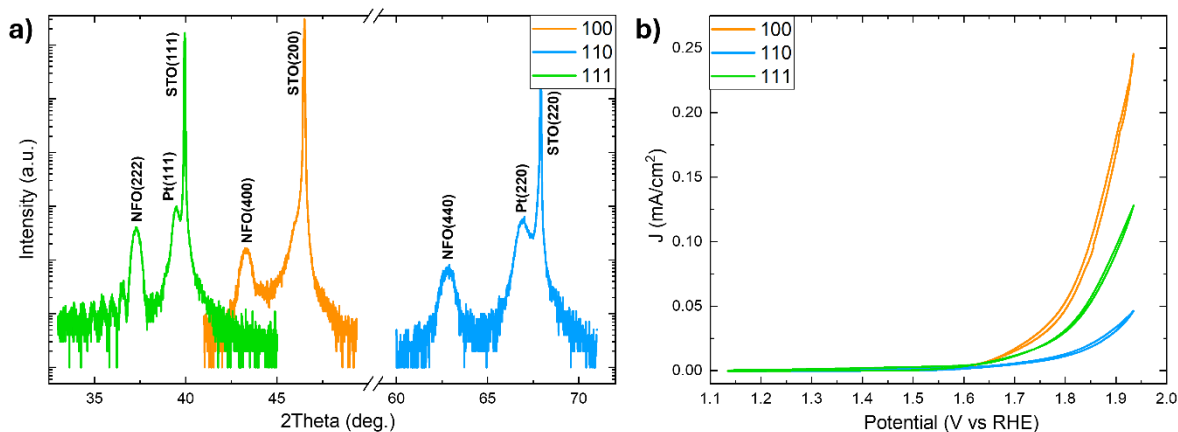 a)
STO(111)
Pt(111)
NFO(222)
STO(200)
NFO(400)
NFO(440)
Pt(220)
STO(220)
100
110
111
Intensity (a.u.)
35 40 45 60 65 70
2Theta (deg.)
b)
100
110
111
J (mA/cm²)
0.25
0.20
0.15
0.10
0.05
0.00
1.1 1.2 1.3 1.4 1.5 1.6 1.7 1.8 1.9 2.0
Potential (V vs RHE)